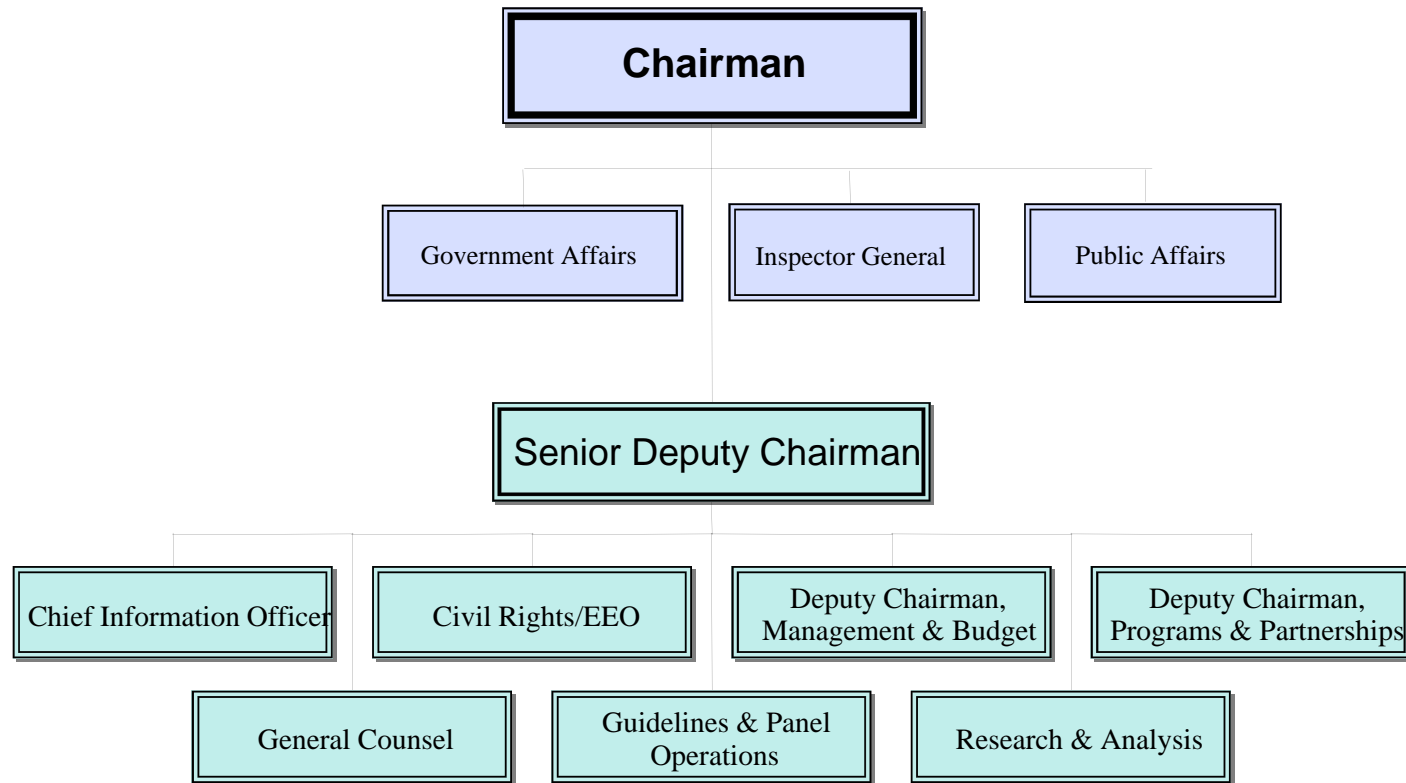 Chairman
Government Affairs
Inspector General
Public Affairs
Senior Deputy Chairman
Chief Information Officer
Civil Rights/EEO
Deputy Chairman,
Management & Budget
Deputy Chairman,
Programs & Partnerships
General Counsel
Guidelines & Panel
Operations
Research & Analysis